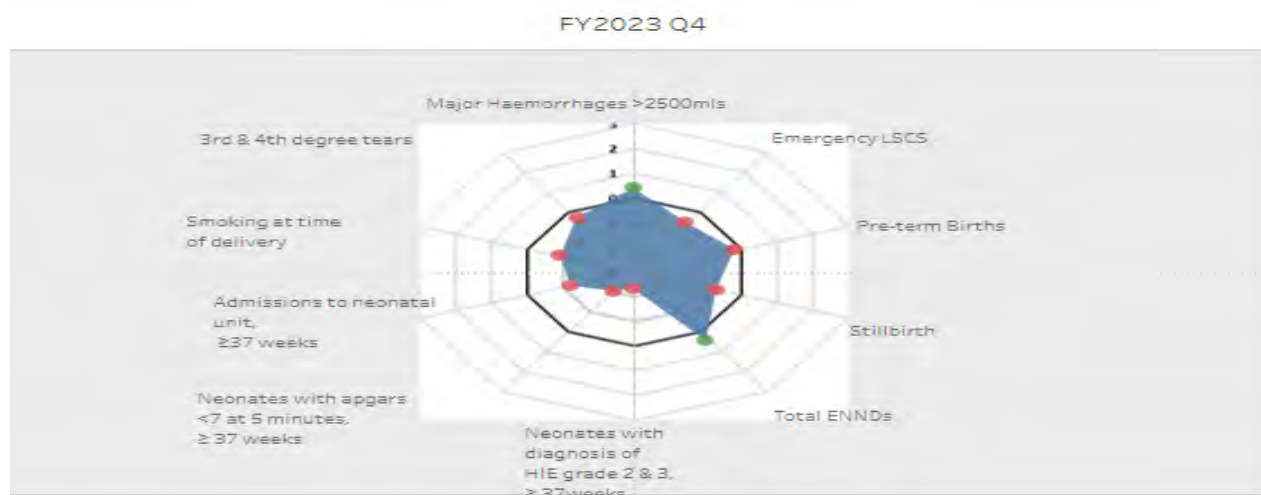 FY2023 Q4
Major Haemorrhages >2500mls
3rd & 4th degree tears
Emergency LSCS
3
2
1
0
Smoking at time
of delivery
Pre-term Births
Admissions to neonatal
unit,
≥37 weeks
Stillbirth
Neonates with apgars
<7 at 5 minutes,
≥ 37 weeks
Total ENNDs
Neonates with
diagnosis of
HIE grade 2 & 3,
≥ 37weeks